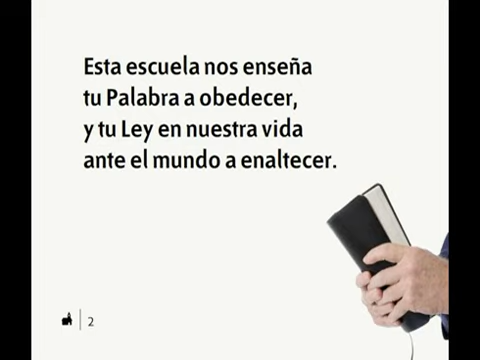 Esta escuela nos enseña
tu Palabra a obedecer,
y tu Ley en nuestra vida
ante el mundo a enaltecer.
2